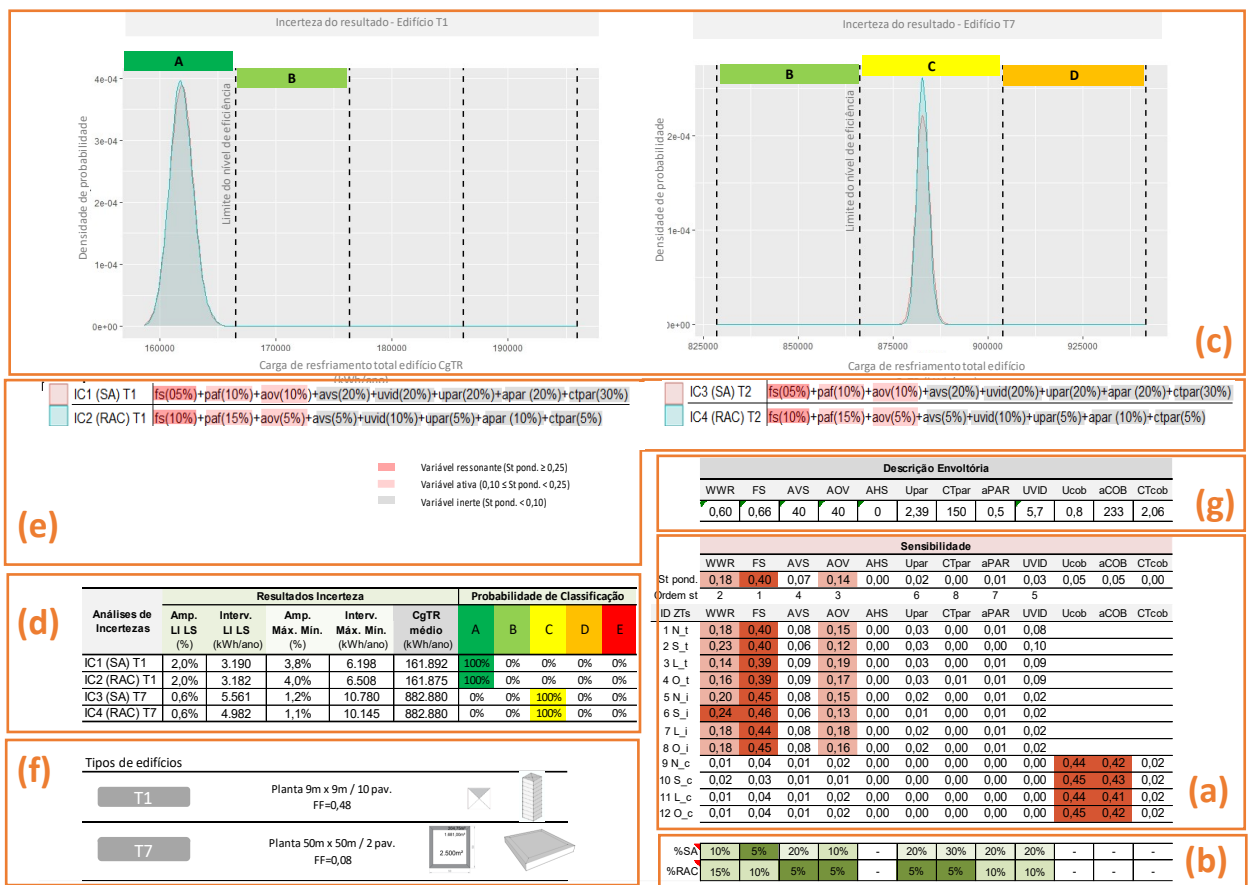 Incerteza do resultado - Edifício T1
A
B
4e-04
3e-04
2e-04
1e-04
0e+00
Densidade de probabilidade
Limite do nível de eficiência
160000 170000 180000 190000
Carga de resfriamento total edifício CgTR
(kWh/ano)
Incerteza do resultado - Edifício T7
B
C
D
2e-04
1e-04
0e+00
Densidade de probabilidade
Limite do nível de eficiência
825000 850000 875000 900000 925000
Carga de resfriamento total edifício
(c)
IC1 (SA) T1 fs(05%)+paf(10%)+aov(10%)+avs(20%)+uvid(20%)+upar(20%)+apar (20%)+ctpar(30%)
IC2 (RAC) T1 fs(10%)+paf(15%)+aov(5%)+avs(5%)+uvid(10%)+upar(5%)+apar (10%)+ctpar(5%)
IC3 (SA) T2 fs(05%)+paf(10%)+aov(10%)+avs(20%)+uvid(20%)+upar(20%)+apar (20%)+ctpar(30%)
IC4 (RAC) T2 fs(10%)+paf(15%)+aov(5%)+avs(5%)+uvid(10%)+upar(5%)+apar (10%)+ctpar(5%)
Variável ressonante (St pond. ≥ 0,25)
Variável ativa (0,10 ≤ St pond. < 0,25)
Variável inerte (St pond. < 0,10)
(e)
Descrição Envoltória
WWR FS AVS AOV AHS Upar CTpar aPAR UVID Ucob aCOB CTcob
0,60 0,66 40 40 0 2,39 150 0,5 5,7 0,8 233 2,06
(g)
Sensibilidade
WWR FS AVS AOV AHS Upar CTpar aPAR UVID Ucob aCOB CTcob
St pond. 0,18 0,40 0,07 0,14 0,00 0,02 0,00 0,01 0,03 0,05 0,05 0,00
Ordem st 2 1 4 3 6 8 7 5
ID ZTs WWR FS AVS AOV AHS Upar CTpar aPAR UVID Ucob aCOB CTcob
1 N_t 0,18 0,40 0,08 0,15 0,00 0,03 0,00 0,01 0,08
2 S_t 0,23 0,40 0,06 0,12 0,00 0,03 0,00 0,00 0,10
3 L_t 0,14 0,39 0,09 0,19 0,00 0,03 0,00 0,01 0,09
4 O_t 0,16 0,39 0,09 0,17 0,00 0,03 0,01 0,01 0,09
5 N_i 0,20 0,45 0,08 0,15 0,00 0,02 0,00 0,01 0,02
6 S_i 0,24 0,46 0,06 0,13 0,00 0,01 0,00 0,01 0,02
7 L_i 0,18 0,44 0,08 0,18 0,00 0,02 0,00 0,01 0,02
8 O_i 0,18 0,45 0,08 0,16 0,00 0,02 0,00 0,01 0,02
9 N_c 0,01 0,04 0,01 0,02 0,00 0,00 0,00 0,00 0,00 0,44 0,42 0,02
10 S_c 0,02 0,03 0,01 0,01 0,00 0,00 0,00 0,00 0,00 0,45 0,43 0,02
11 L_c 0,01 0,04 0,01 0,02 0,00 0,00 0,00 0,00 0,00 0,44 0,41 0,02
12 O_c 0,01 0,04 0,01 0,02 0,00 0,00 0,00 0,00 0,00 0,45 0,42 0,02
(a)
%SA 10% 5% 20% 10% - 20% 30% 20% 20% - - -
%RAC 15% 10% 5% 5% - 5% 5% 10% 10% - - -
(b)
(d)
Análises de Incertezas
Resultados Incerteza
Probabilidade de Classificação
Amp. LI LS (%)
Interv. LI LS (kWh/ano)
Amp. Máx. Mín. (%)
Interv. Máx. Mín. (kWh/ano)
CgTR médio (kWh/ano)
A B C D E
IC1 (SA) T1 2,0% 3.190 3,8% 6.198 161.892 100% 0% 0% 0% 0%
IC2 (RAC) T1 2,0% 3.182 4,0% 6.508 161.875 100% 0% 0% 0% 0%
IC3 (SA) T7 0,6% 5.561 1,2% 10.780 882.880 0% 0% 100% 0% 0%
IC4 (RAC) T7 0,6% 4.982 1,1% 10.145 882.880 0% 0% 100% 0% 0%
(f)
Tipos de edifícios
T1
Planta 9m x 9m / 10 pav.
FF=0,48
T7
Planta 50m x 50m / 2 pav.
FF=0,08
2.500m²